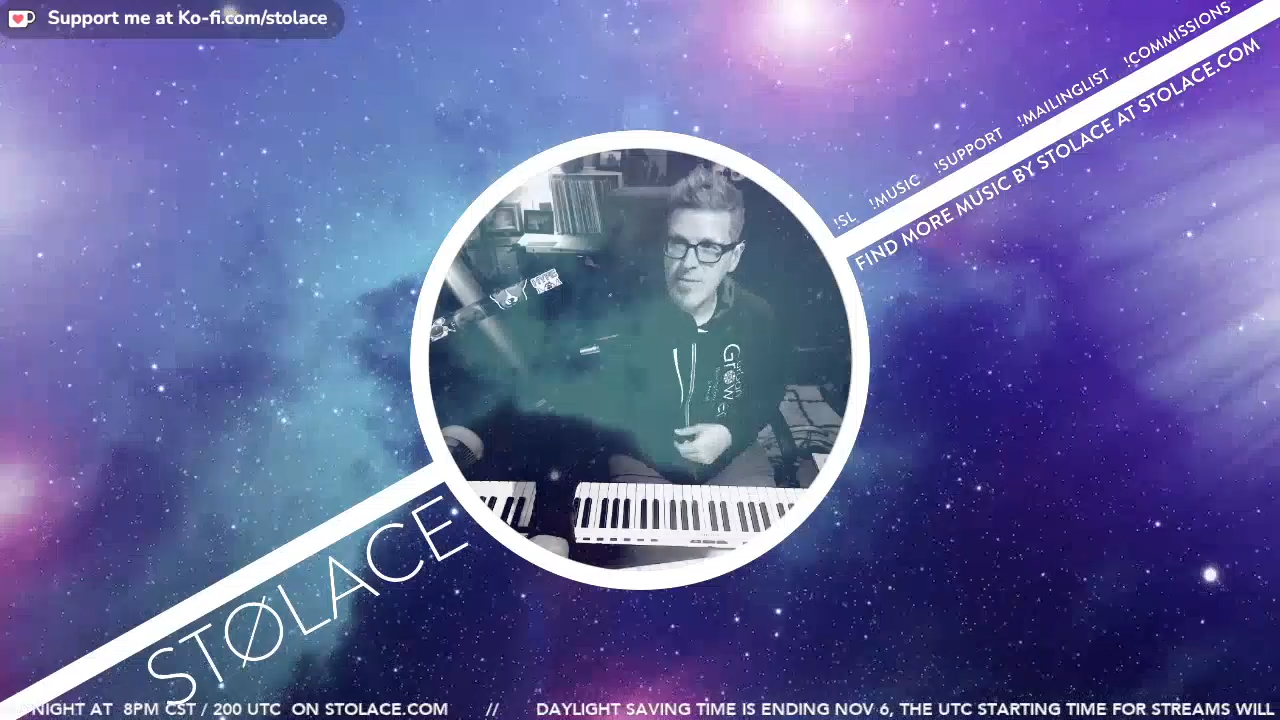 Support me at Ko-fi.com/stolace
!SL !MUSIC !SUPPORT !MAILINGLIST !COMMISSIONS
FIND MORE MUSIC BY STOLACE AT STOLACE.COM
Grower
STØLACE
NIGHT AT 8PM CST / 200 UTC ON STOLACE.COM // DAYLIGHT SAVING TIME IS ENDING NOV 6, THE UTC STARTING TIME FOR STREAMS WILL